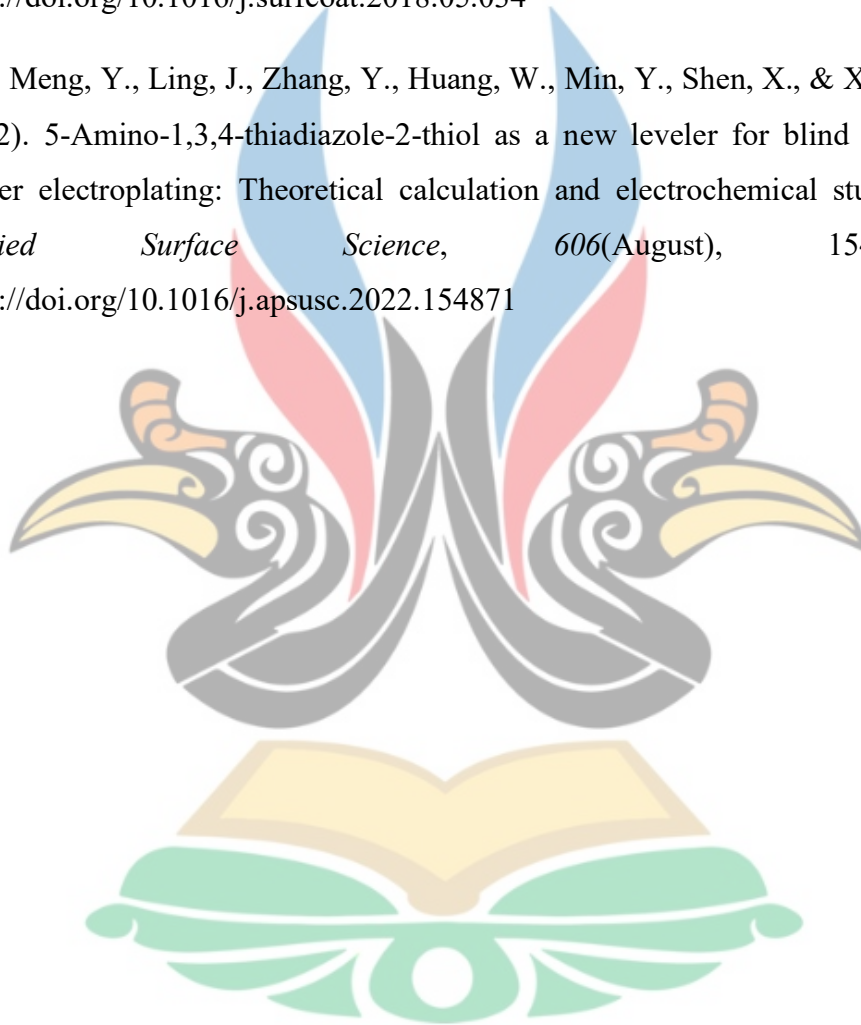 ://doi.org/10.1016/j.surfcoat.2018.05.034
Meng, Y., Ling, J., Zhang, Y., Huang, W., Min, Y., Shen, X., & X
2). 5-Amino-1,3,4-thiadiazole-2-thiol as a new leveler for blind
er electroplating: Theoretical calculation and electrochemical stu
ied Surface Science, 606(August), 15
://doi.org/10.1016/j.apsusc.2022.154871